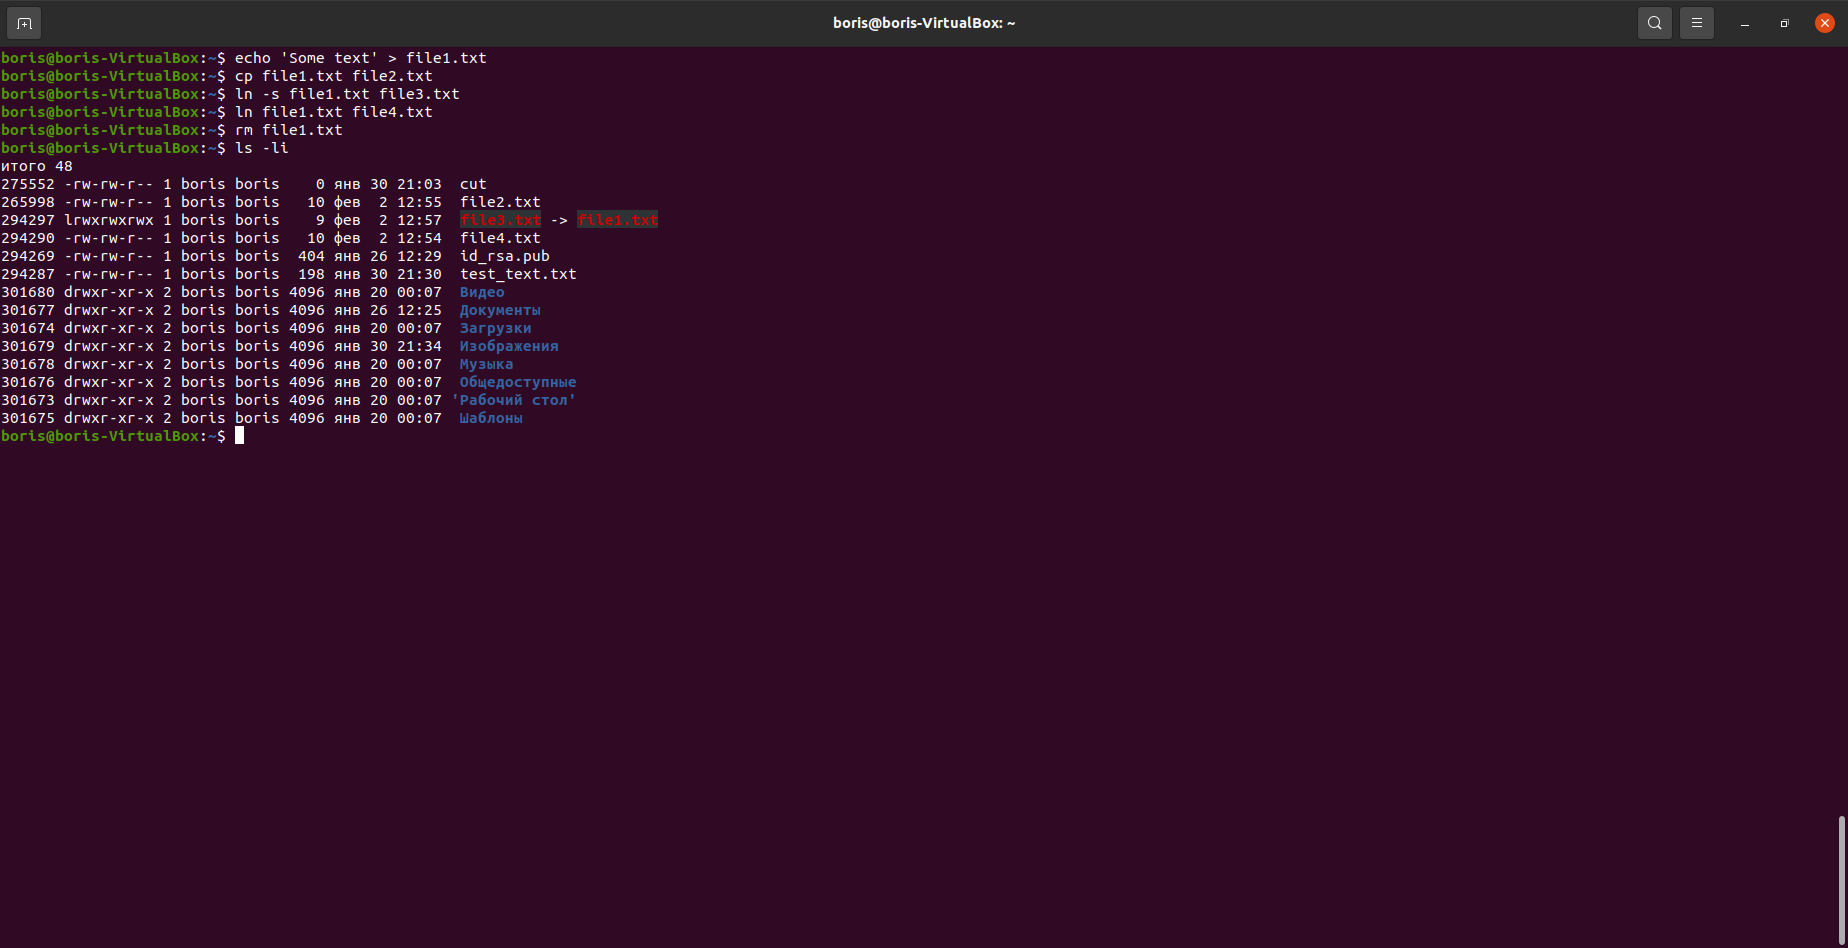 boris@boris-VirtualBox: ~
boris@boris-VirtualBox:~$ echo 'Some text' > file1.txt
boris@boris-VirtualBox:~$ cp file1.txt file2.txt
boris@boris-VirtualBox:~$ ln -s file1.txt file3.txt
boris@boris-VirtualBox:~$ ln file1.txt file4.txt
boris@boris-VirtualBox:~$ rm file1.txt
boris@boris-VirtualBox:~$ ls -li
итого 48
275552 -rw-rw-r-- 1 boris boris    0 янв 30 21:03  cut
265998 -rw-rw-r-- 1 boris boris   10 фев  2 12:55  file2.txt
294297 lrwxrwxrwx 1 boris boris    9 фев  2 12:57  file3.txt -> file1.txt
294290 -rw-rw-r-- 1 boris boris   10 фев  2 12:54  file4.txt
294269 -rw-rw-r-- 1 boris boris  404 янв 26 12:29  id_rsa.pub
294287 -rw-rw-r-- 1 boris boris  198 янв 30 21:30  test_text.txt
301680 drwxr-xr-x 2 boris boris 4096 янв 20 00:07  Видео
301677 drwxr-xr-x 2 boris boris 4096 янв 26 12:25  Документы
301674 drwxr-xr-x 2 boris boris 4096 янв 20 00:07  Загрузки
301679 drwxr-xr-x 2 boris boris 4096 янв 30 21:34  Изображения
301678 drwxr-xr-x 2 boris boris 4096 янв 20 00:07  Музыка
301676 drwxr-xr-x 2 boris boris 4096 янв 20 00:07  Общедоступные
301673 drwxr-xr-x 2 boris boris 4096 янв 20 00:07 'Рабочий стол'
301675 drwxr-xr-x 2 boris boris 4096 янв 20 00:07  Шаблоны
boris@boris-VirtualBox:~$